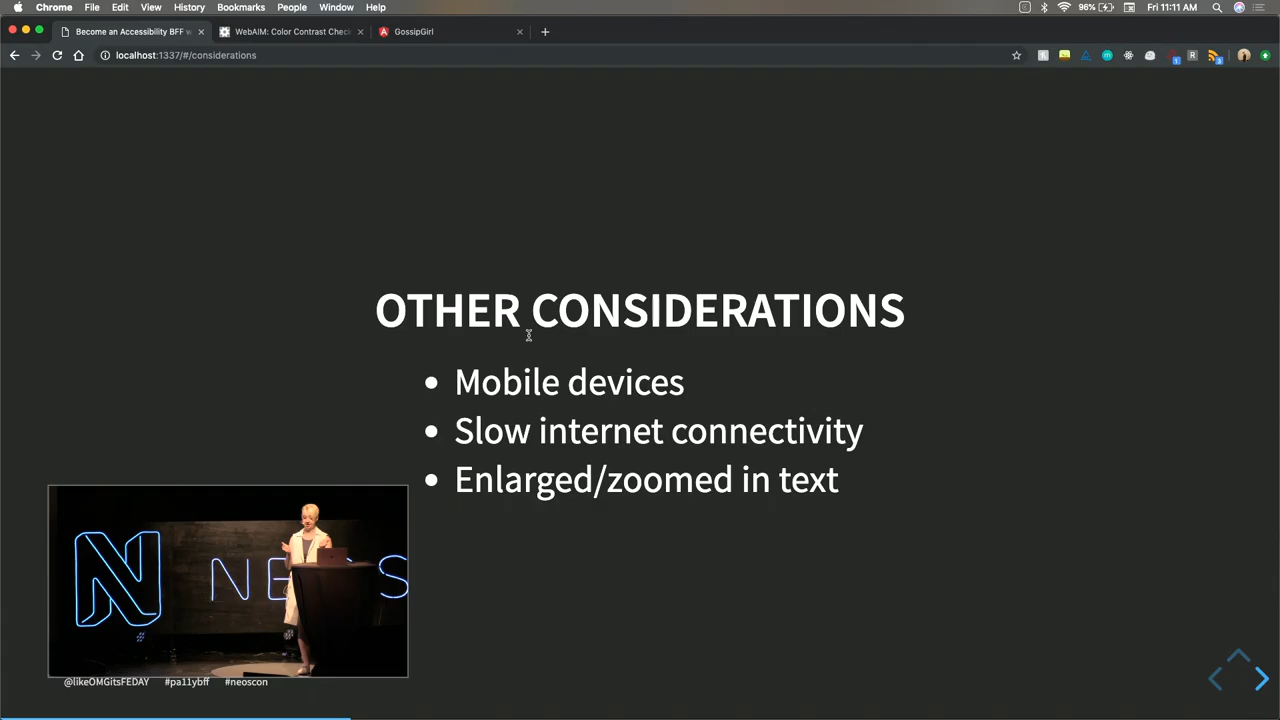 Chrome File Edit View History Bookmarks People Window Help 96% Fri 11:11 AM
Become an Accessibility BFF w WebAIM: Color Contrast Chec GossipGirl
localhost:1337/#/considerations
OTHER CONSIDERATIONS
Mobile devices
Slow internet connectivity
Enlarged/zoomed in text
N NE S
@likeOMGitsFEDAY #pa11ybff #neoscon